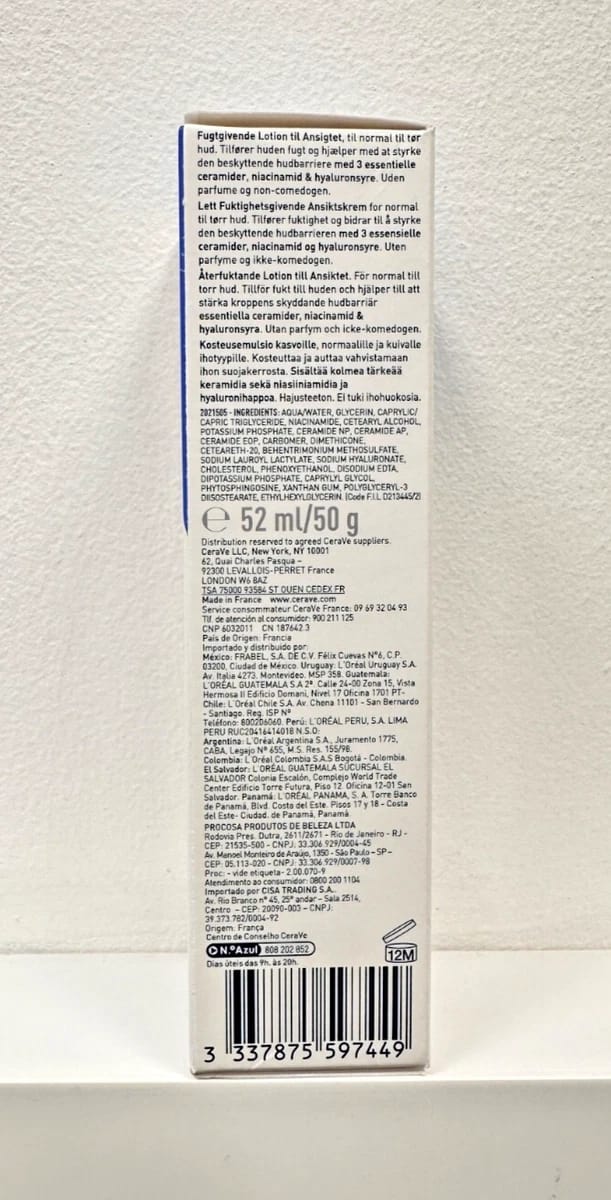 Fugtgivende Lotion til Ansigtet, til normal til tør
hud. Tilfører huden fugt og hjælper med at styrke
den beskyttende hudbarriere med 3 essentielle
ceramider, niacinamid & hyaluronsyre. Uden
parfume og non-comedogen.
Lett Fuktighetsgivende Ansiktskrem for normal
til tørr hud. Tilfører fuktighet og bidrar til å styrke
den beskyttende hudbarrieren med 3 essensielle
ceramider, niacinamid og hyaluronsyre. Uten
parfyme og ikke-komedogen.
Återfuktande Lotion till Ansiktet. För normal till
torr hud. Tillför fukt till huden och hjälper till att
stärka kroppens skyddande hudbarriär
essentiella ceramider, niacinamid &
hyaluronsyra. Utan parfym och icke-komedogen.
Kosteusemulsio kasvoille, normaalille ja kuivalle
ihotyypille. Kosteuttaa ja auttaa vahvistamaan
ihon suojakerrosta. Sisältää kolmea tärkeää
keramidia sekä niasiiniamidia ja
hyaluronihappoa. Hajusteeton. Ei tuki ihohuokosia.
2021505 - INGREDIENTS: AQUA/WATER, GLYCERIN, CAPRYLIC/
CAPRIC TRIGLYCERIDE, NIACINAMIDE, CETEARYL ALCOHOL,
POTASSIUM PHOSPHATE, CERAMIDE NP, CERAMIDE AP,
CERAMIDE EOP, CARBOMER, DIMETHICONE,
CETEARETH-20, BEHENTRIMONIUM METHOSULFATE,
SODIUM LAUROYL LACTYLATE, SODIUM HYALURONATE,
CHOLESTEROL, PHENOXYETHANOL, DISODIUM EDTA,
DIPOTASSIUM PHOSPHATE, CAPRYLYL GLYCOL,
PHYTOSPHINGOSINE, XANTHAN GUM, POLYGLYCERYL-3
DIISOSTEARATE, ETHYLHEXYLGLYCERIN. (Code F.I.L. D213445/2)
℮ 52 ml/50 g
Distribution reserved to agreed CeraVe suppliers.
CeraVe LLC, New York, NY 10001
62, Quai Charles Pasqua –
92300 LEVALLOIS-PERRET France
LONDON W6 8AZ
TSA 75000 93584 ST OUEN CEDEX FR
Made in France www.cerave.com
Service consommateur CeraVe France: 09 69 32 04 93
Tlf. de atención al consumidor: 900 211 125
CNP 6032011 CN 187642.3
País de Origen: Francia
Importado y distribuido por:
México: FRABEL, S.A. DE C.V. Félix Cuevas N°6, C.P.
03200, Ciudad de México. Uruguay: L'Oréal Uruguay S.A.
Av. Italia 4273. Montevideo. MSP 358. Guatemala:
L'ORÉAL GUATEMALA S.A 2ª. Calle 24-00 Zona 15, Vista
Hermosa II Edificio Domani, Nivel 17 Oficina 1701 PT-
Chile: L'Oréal Chile S.A. Av. Chena 11101 - San Bernardo
- Santiago. Reg. ISP Nº
Teléfono: 800206060. Perú: L'ORÉAL PERU, S.A. LIMA
PERU RUC20416414018 N.S.O:
Argentina: L'Oréal Argentina S.A., Juramento 1775,
CABA, Legajo Nº 655, M.S. Res. 155/98.
Colombia: L'Oréal Colombia S.A.S Bogotá - Colombia.
El Salvador: L'ORÉAL GUATEMALA SUCURSAL EL
SALVADOR Colonia Escalón, Complejo World Trade
Center Edificio Torre Futura, Piso 12. Oficina 12-01 San
Salvador. Panamá: L'ORÉAL PANAMA, S. A. Torre Banco
de Panamá, Blvd. Costa del Este. Pisos 17 y 18 - Costa
del Este- Ciudad. de Panamá, Panamá.
PROCOSA PRODUTOS DE BELEZA LTDA
Rodovia Pres. Dutra, 2611/2671 - Rio de Janeiro - RJ -
CEP: 21535-500 - CNPJ: 33.306.929/0004-45
Av. Manoel Monteiro de Araújo, 1350 - São Paulo – SP –
CEP: 05.113-020 - CNPJ: 33.306.929/0007-98
Proc: - vide etiqueta- 2.00.070-9
Atendimento ao consumidor: 0800 200 1104
Importado por CISA TRADING S.A..
Av. Rio Branco nº 45, 25º andar – Sala 2514,
Centro – CEP: 20090-003 – CNPJ:
39.373.782/0004-92
Origem: França
Centro de Conselho CeraVe
N.ºAzul 808 202 852
Dias úteis das 9h. às 20h.
12M
3 337875 597449